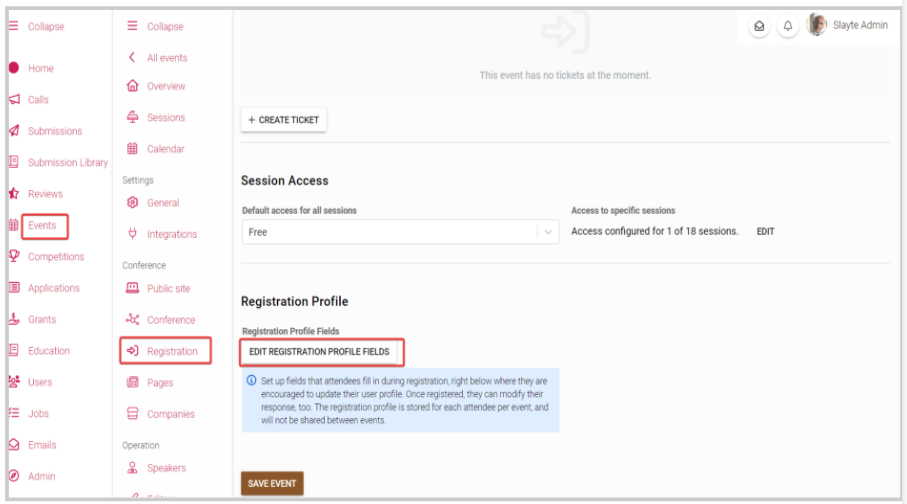 Collapse
Home
Calls
Submissions
Submission Library
Reviews
Events
Competitions
Applications
Grants
Education
Users
Jobs
Emails
Admin
Collapse
All events
Overview
Sessions
Calendar
Settings
General
Integrations
Conference
Public site
Conference
Registration
Pages
Companies
Operation
Speakers
Slayte Admin
This event has no tickets at the moment.
+ CREATE TICKET
Session Access
Default access for all sessions
Free
Access to specific sessions
Access configured for 1 of 18 sessions. EDIT
Registration Profile
Registration Profile Fields
EDIT REGISTRATION PROFILE FIELDS
Set up fields that attendees fill in during registration, right below where they are
encouraged to update their user profile. Once registered, they can modify their
response, too. The registration profile is stored for each attendee per event, and
will not be shared between events.
SAVE EVENT